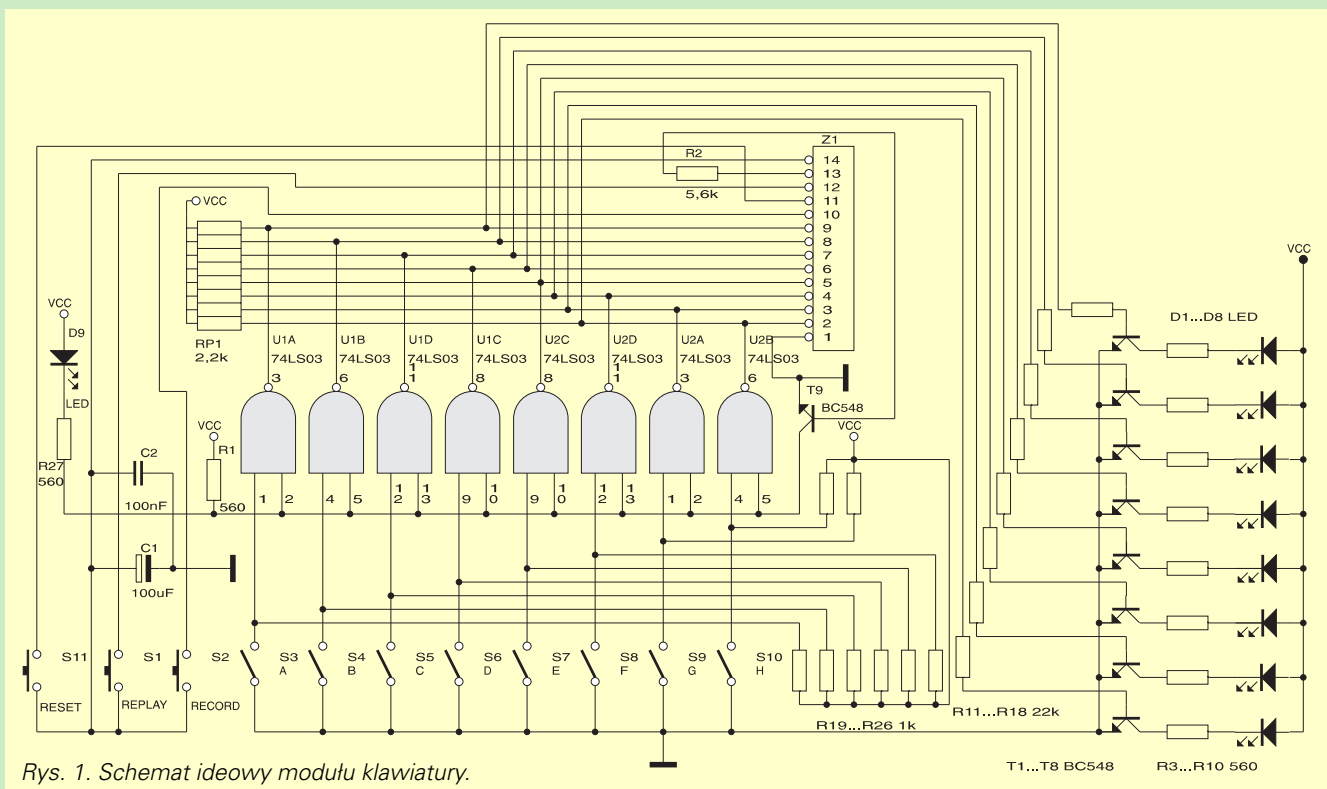 Z1
R2
14
13
5,6k
12
11
VCC
10
9
8
7
6
5
4
3
2
1
VCC
D9
LED
RP1
2,2k
U1A
74LS03
3
U1B
74LS03
6
U1D
74LS03
11
U1C
74LS03
8
U2C
74LS03
8
U2D
74LS03
11
U2A
74LS03
3
U2B
74LS03
6
T9
BC548
VCC
D1...D8 LED
VCC
R27
560
C2
100nF
VCC
R1
560
1 2
4 5
12 13
9 10
9 10
12 13
1 2
4 5
C1
100uF
S11
RESET
S1
REPLAY
S2
RECORD
S3
A
S4
B
S5
C
S6
D
S7
E
S8
F
S9
G
S10
H
R19...R26 1k
R11...R18 22k
T1...T8 BC548
R3...R10 560
Rys. 1. Schemat ideowy modułu klawiatury.